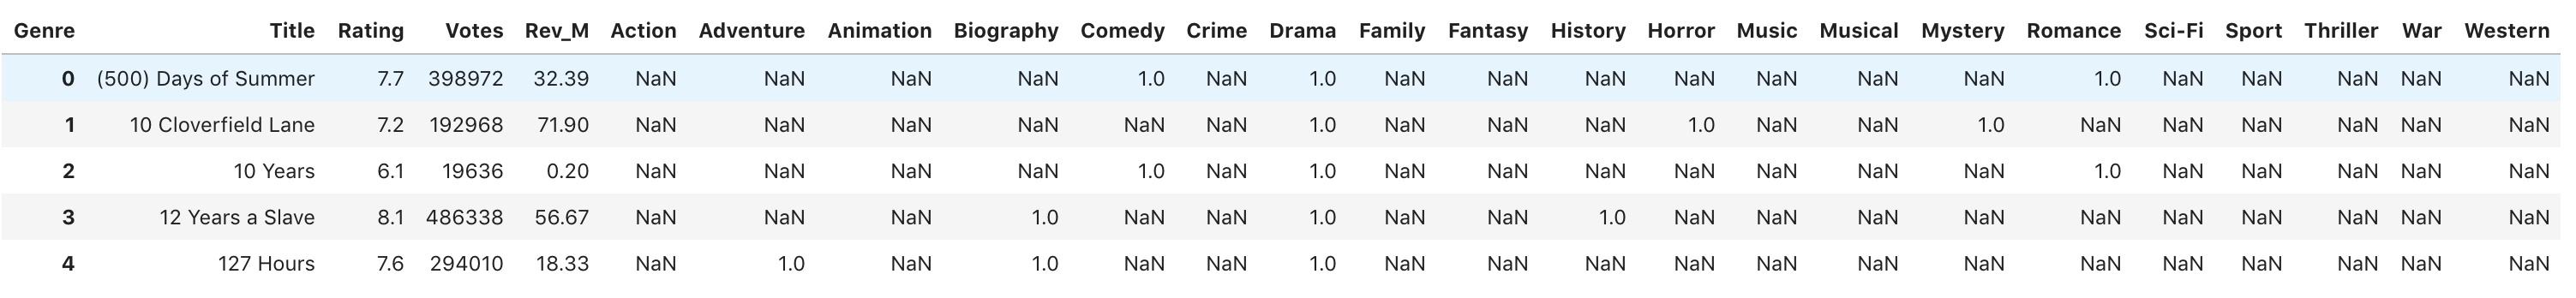 Genre Title Rating Votes Rev_M Action Adventure Animation Biography Comedy Crime Drama Family Fantasy History Horror Music Musical Mystery Romance Sci-Fi Sport Thriller War Western
0 (500) Days of Summer 7.7 398972 32.39 NaN NaN NaN NaN 1.0 NaN 1.0 NaN NaN NaN NaN NaN NaN NaN 1.0 NaN NaN NaN NaN NaN
1 10 Cloverfield Lane 7.2 192968 71.90 NaN NaN NaN NaN NaN NaN 1.0 NaN NaN NaN 1.0 NaN NaN 1.0 NaN NaN NaN NaN NaN NaN
2 10 Years 6.1 19636 0.20 NaN NaN NaN NaN 1.0 NaN 1.0 NaN NaN NaN NaN NaN NaN NaN 1.0 NaN NaN NaN NaN NaN
3 12 Years a Slave 8.1 486338 56.67 NaN NaN NaN 1.0 NaN NaN 1.0 NaN NaN 1.0 NaN NaN NaN NaN NaN NaN NaN NaN NaN NaN
4 127 Hours 7.6 294010 18.33 NaN 1.0 NaN 1.0 NaN NaN 1.0 NaN NaN NaN NaN NaN NaN NaN NaN NaN NaN NaN NaN NaN